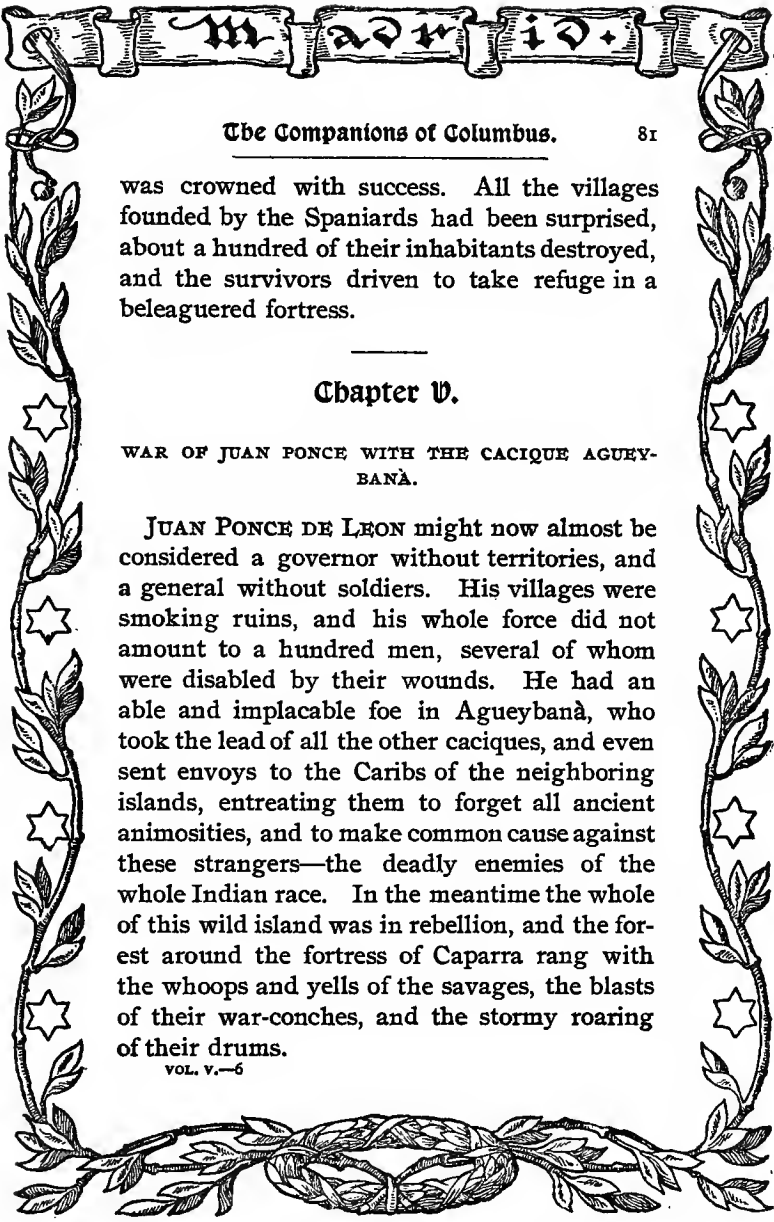 Madrid.
The Companions of Columbus. 81
was crowned with success. All the villages
founded by the Spaniards had been surprised,
about a hundred of their inhabitants destroyed,
and the survivors driven to take refuge in a
beleaguered fortress.
Chapter V.
WAR OF JUAN PONCE WITH THE CACIQUE AGUEY-
BANÀ.
JUAN PONCE DE LEON might now almost be
considered a governor without territories, and
a general without soldiers. His villages were
smoking ruins, and his whole force did not
amount to a hundred men, several of whom
were disabled by their wounds. He had an
able and implacable foe in Agueybanà, who
took the lead of all the other caciques, and even
sent envoys to the Caribs of the neighboring
islands, entreating them to forget all ancient
animosities, and to make common cause against
these strangers—the deadly enemies of the
whole Indian race. In the meantime the whole
of this wild island was in rebellion, and the for-
est around the fortress of Caparra rang with
the whoops and yells of the savages, the blasts
of their war-conches, and the stormy roaring
of their drums.
VOL. V.—6